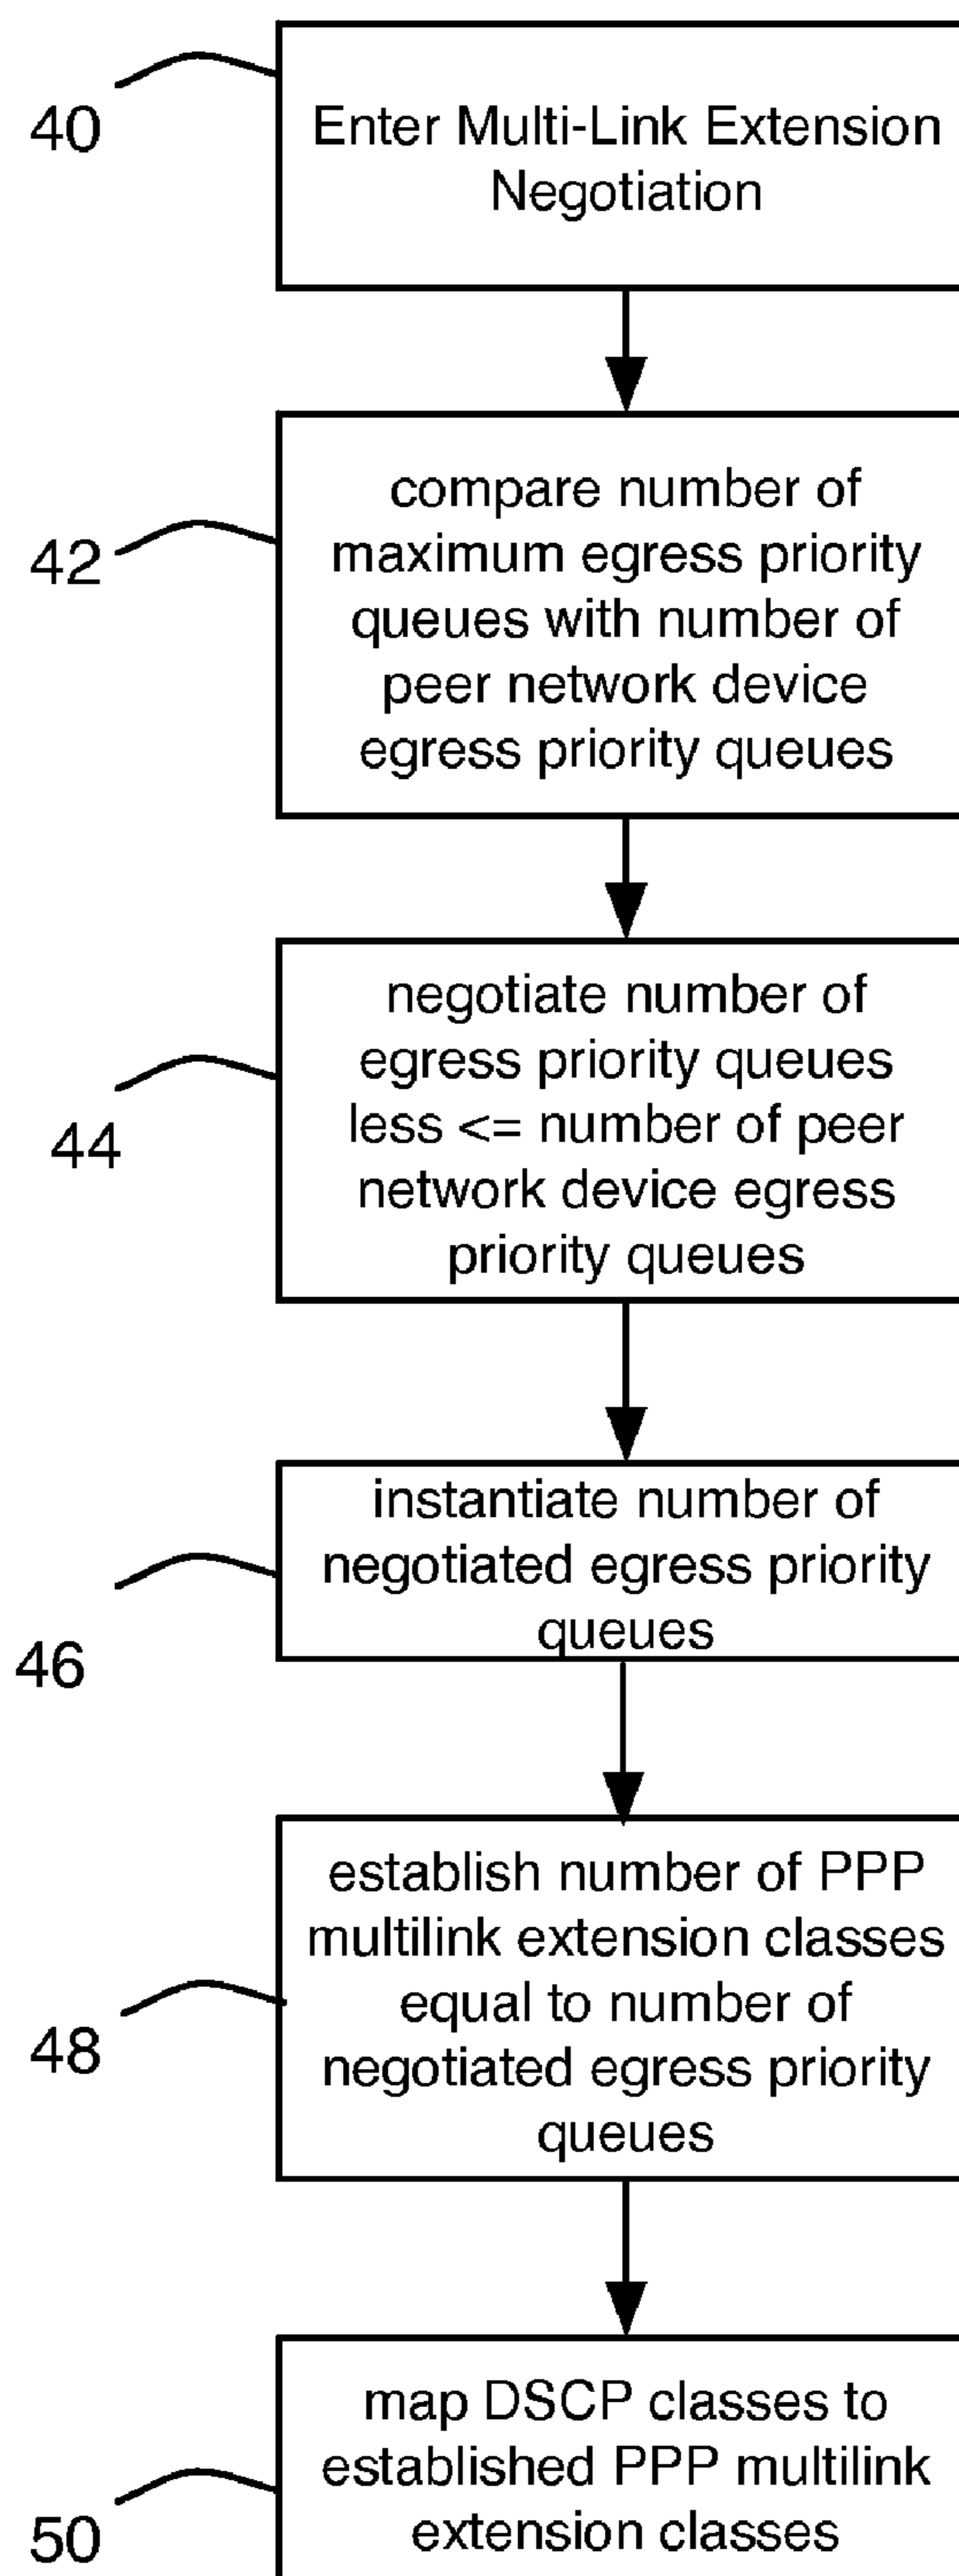 40
Enter Multi-Link Extension
Negotiation
42
compare number of
maximum egress priority
queues with number of
peer network device
egress priority queues
44
negotiate number of
egress priority queues
less <= number of peer
network device egress
priority queues
46
instantiate number of
negotiated egress priority
queues
48
establish number of PPP
multilink extension classes
equal to number of
negotiated egress priority
queues
50
map DSCP classes to
established PPP multilink
extension classes